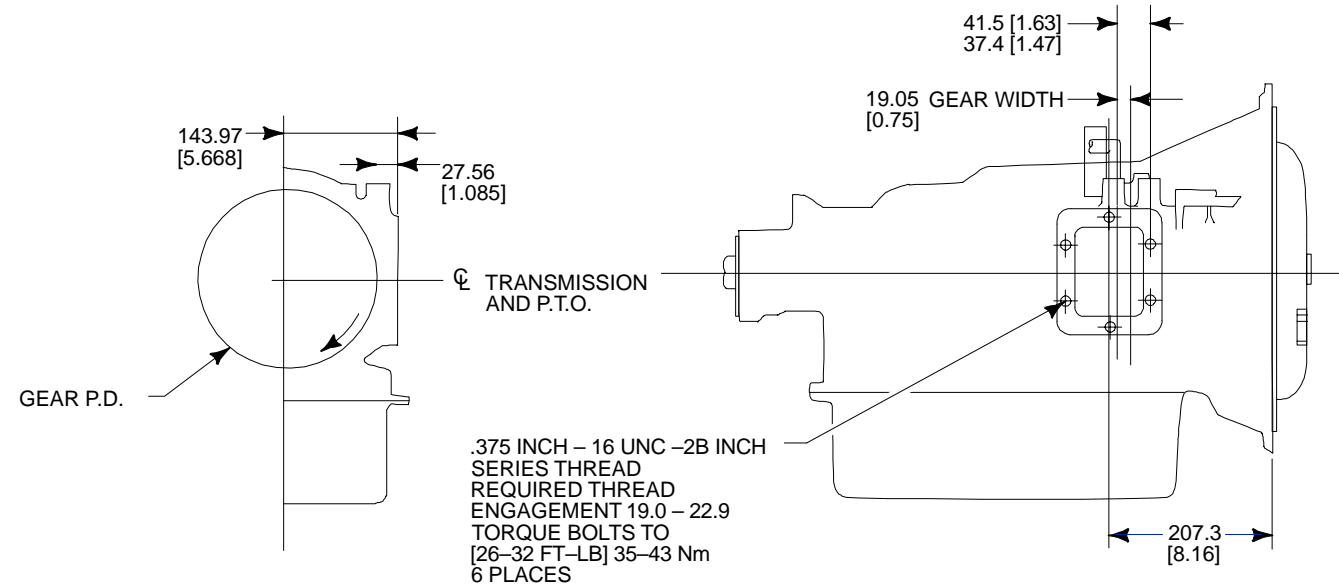 41.5 [1.63]
37.4 [1.47]
19.05 GEAR WIDTH
[0.75]
143.97
[5.668]
27.56
[1.085]
℄ TRANSMISSION
AND P.T.O.
GEAR P.D.
.375 INCH – 16 UNC –2B INCH
SERIES THREAD
REQUIRED THREAD
ENGAGEMENT 19.0 – 22.9
TORQUE BOLTS TO
[26–32 FT–LB] 35–43 Nm
6 PLACES
207.3
[8.16]